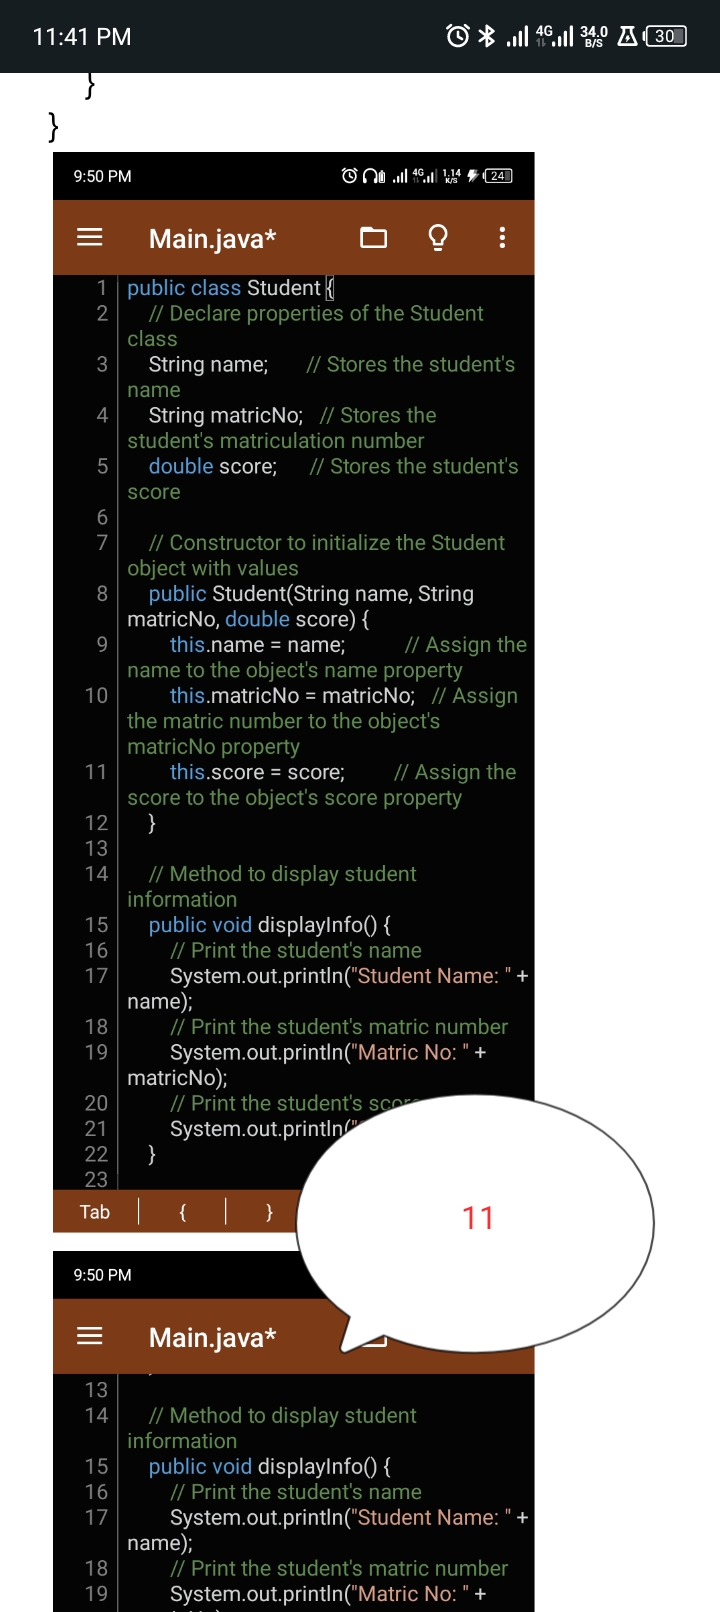 11:41 PM 4G 34.0 B/S 30
}
}
9:50 PM 4G 1.14 K/S 24
Main.java*
1 public class Student {
2 // Declare properties of the Student
class
3 String name; // Stores the student's
name
4 String matricNo; // Stores the
student's matriculation number
5 double score; // Stores the student's
score
6
7 // Constructor to initialize the Student
object with values
8 public Student(String name, String
matricNo, double score) {
9 this.name = name; // Assign the
name to the object's name property
10 this.matricNo = matricNo; // Assign
the matric number to the object's
matricNo property
11 this.score = score; // Assign the
score to the object's score property
12 }
13
14 // Method to display student
information
15 public void displayInfo() {
16 // Print the student's name
17 System.out.println("Student Name: " +
name);
18 // Print the student's matric number
19 System.out.println("Matric No: " +
matricNo);
20 // Print the student's score
21 System.out.println("
22 }
23
Tab { }
11
9:50 PM
Main.java*
13
14 // Method to display student
information
15 public void displayInfo() {
16 // Print the student's name
17 System.out.println("Student Name: " +
name);
18 // Print the student's matric number
19 System.out.println("Matric No: " +